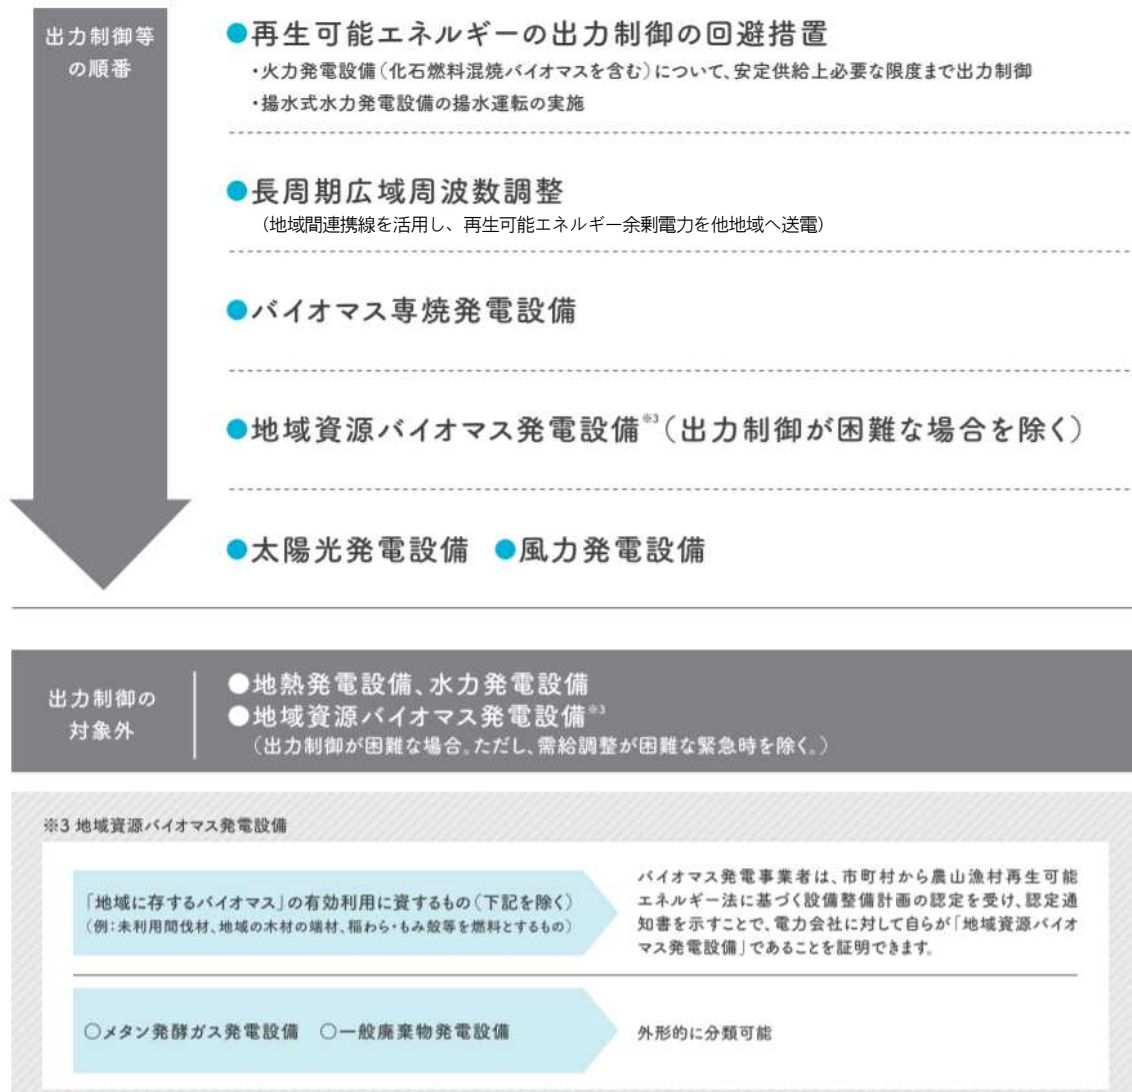 出力制御等
の順番
●再生可能エネルギーの出力制御の回避措置
・火力発電設備(化石燃料混焼バイオマスを含む)について、安定供給上必要な限度まで出力制御
・揚水式水力発電設備の揚水運転の実施
●長周期広域周波数調整
(地域間連携線を活用し、再生可能エネルギー余剰電力を他地域へ送電)
●バイオマス専焼発電設備
●地域資源バイオマス発電設備※3(出力制御が困難な場合を除く)
●太陽光発電設備 ●風力発電設備
出力制御の
対象外
●地熱発電設備、水力発電設備
●地域資源バイオマス発電設備※3
(出力制御が困難な場合。ただし、需給調整が困難な緊急時を除く。)
※3 地域資源バイオマス発電設備
「地域に存するバイオマス」の有効利用に資するもの(下記を除く)
(例:未利用間伐材、地域の木材の端材、稲わら・もみ殻等を燃料とするもの)
バイオマス発電事業者は、市町村から農山漁村再生可能
エネルギー法に基づく設備整備計画の認定を受け、認定通
知書を示すことで、電力会社に対して自らが「地域資源バイオ
マス発電設備」であることを証明できます。
○メタン発酵ガス発電設備 ○一般廃棄物発電設備
外形的に分類可能